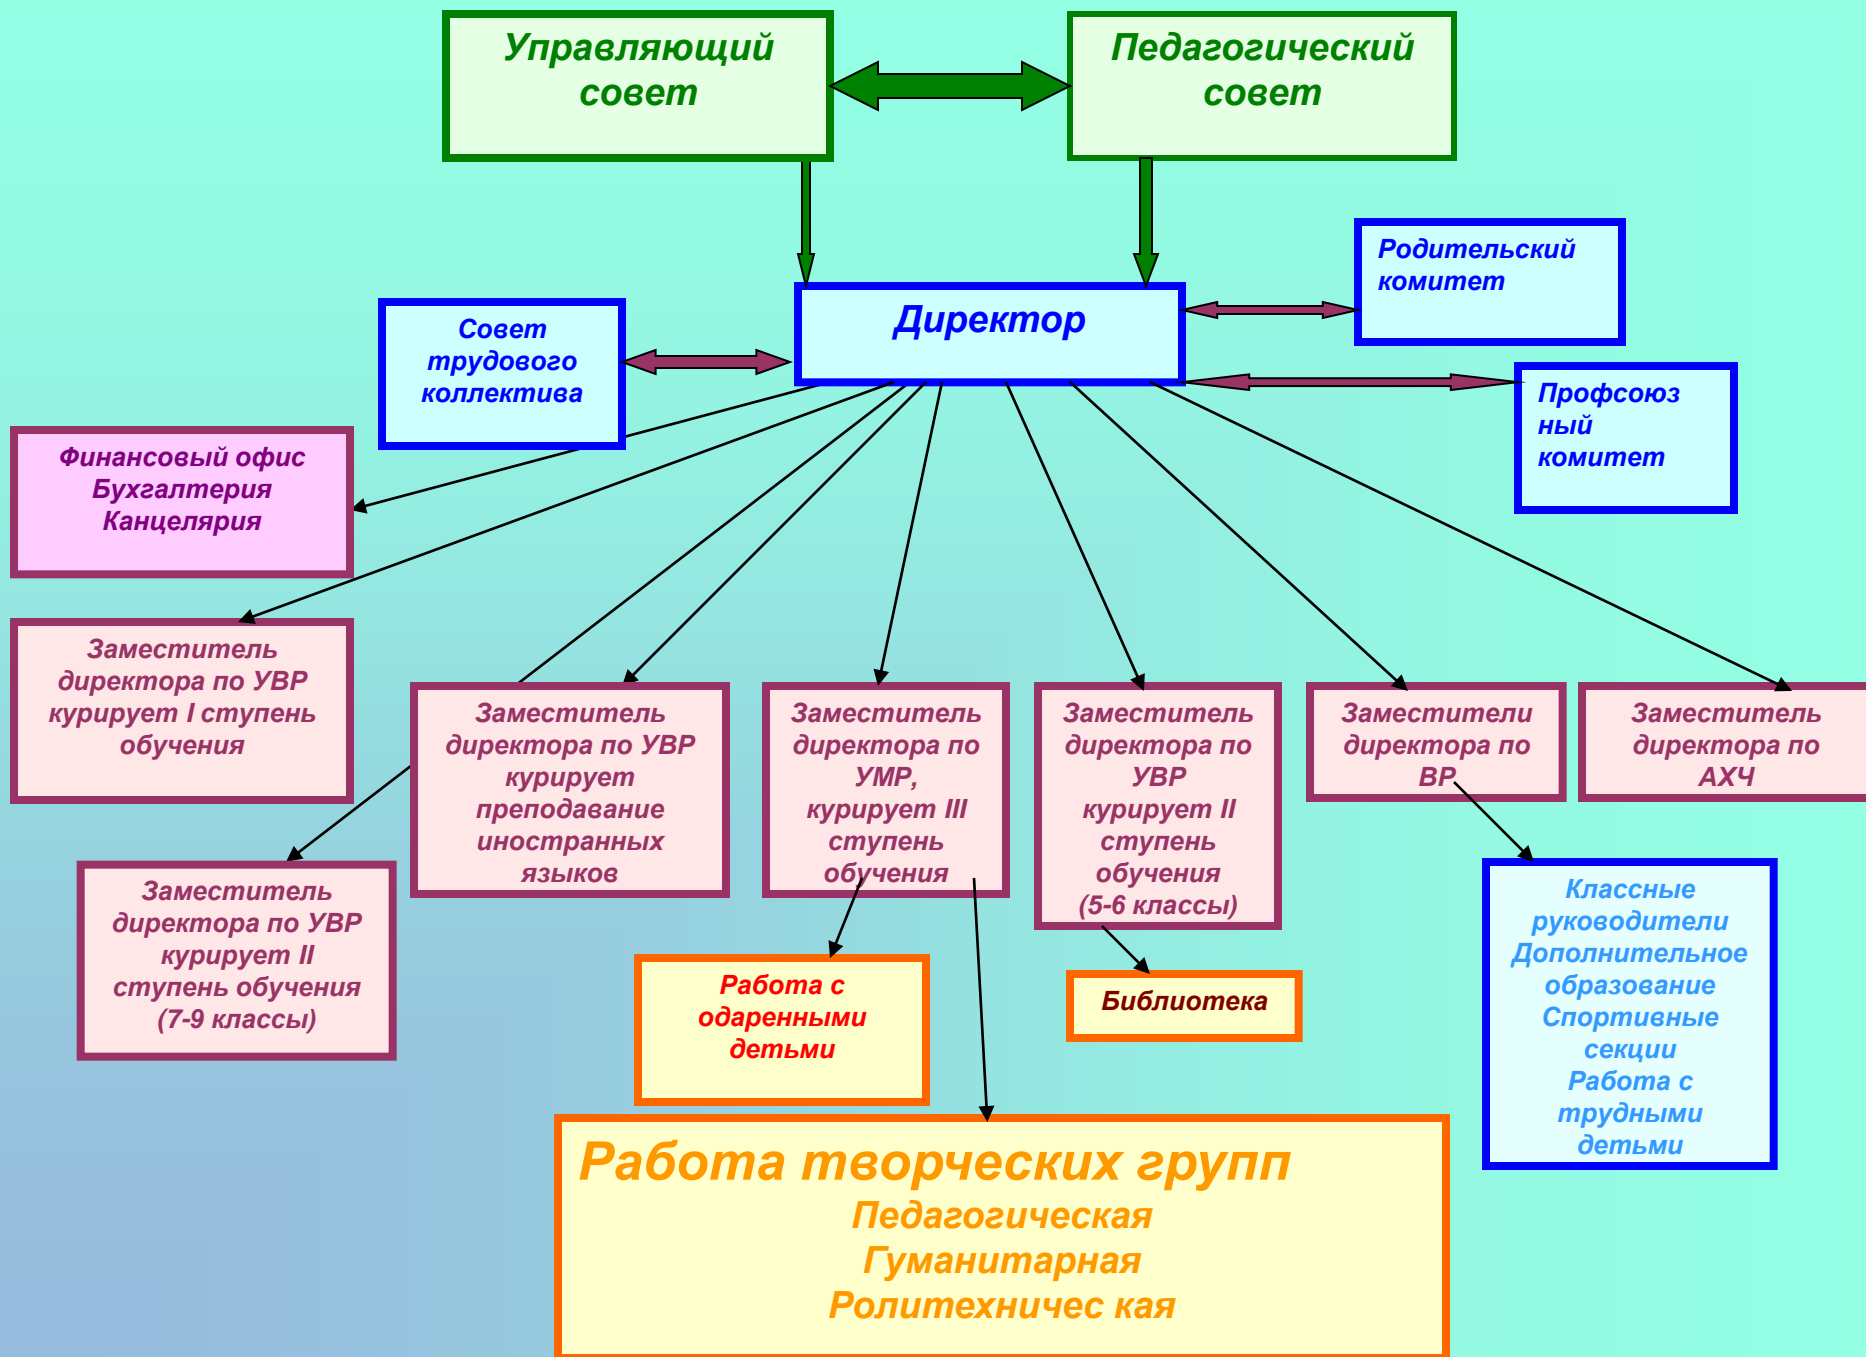 Управляющий
совет
Педагогический
совет
Родительский
комитет
Директор
Совет
трудового
коллектива
Профсоюз
ный
комитет
Финансовый офис
Бухгалтерия
Канцелярия
Заместитель
директора по УВР
курирует I ступень
обучения
Заместитель
директора по УВР
курирует
преподавание
иностранных
языков
Заместитель
директора по
УМР,
курирует III
ступень
обучения
Заместитель
директора по
УВР
курирует II
ступень
обучения
(5-6 классы)
Заместители
директора по
ВР
Заместитель
директора по
АХЧ
Заместитель
директора по УВР
курирует II
ступень обучения
(7-9 классы)
Классные
руководители
Дополнительное
образование
Спортивные
секции
Работа с
трудными
детьми
Работа с
одаренными
детьми
Библиотека
Работа творческих групп
Педагогическая
Гуманитарная
Ролитехничес кая